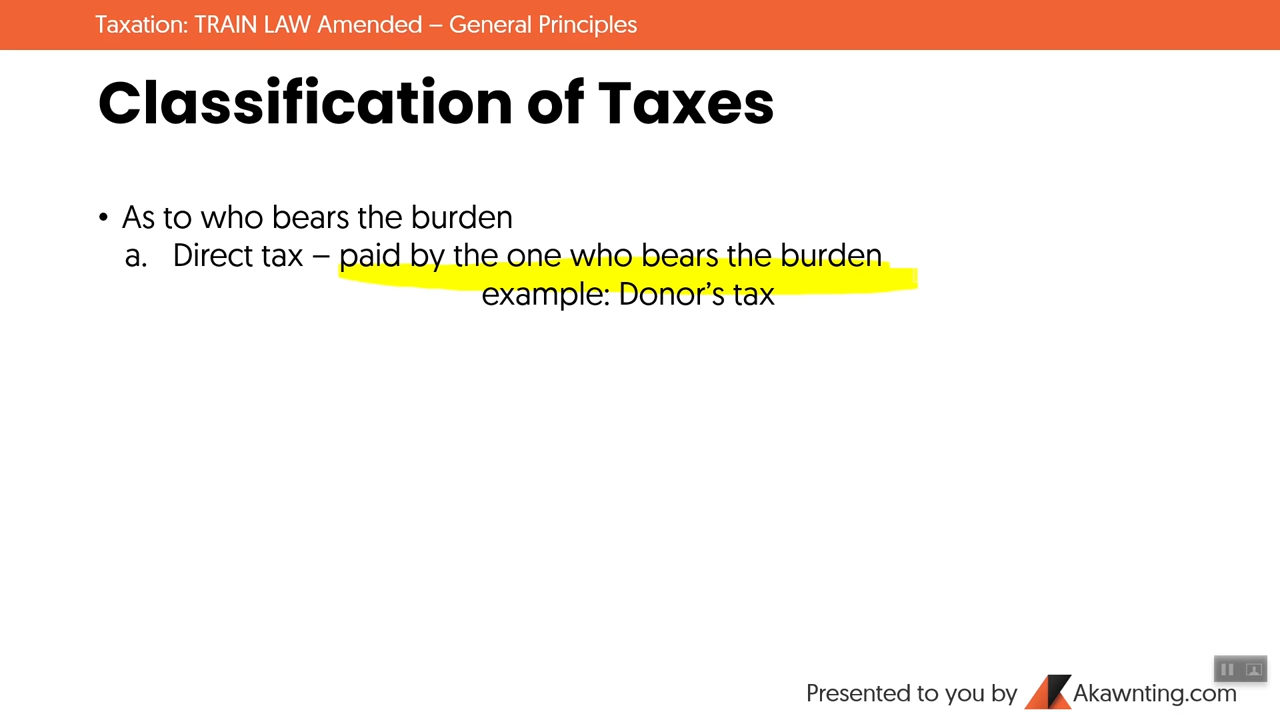 Taxation: TRAIN LAW Amended – General Principles
Classification of Taxes
• As to who bears the burden
a. Direct tax – paid by the one who bears the burden
example: Donor’s tax
Presented to you by Akawnting.com